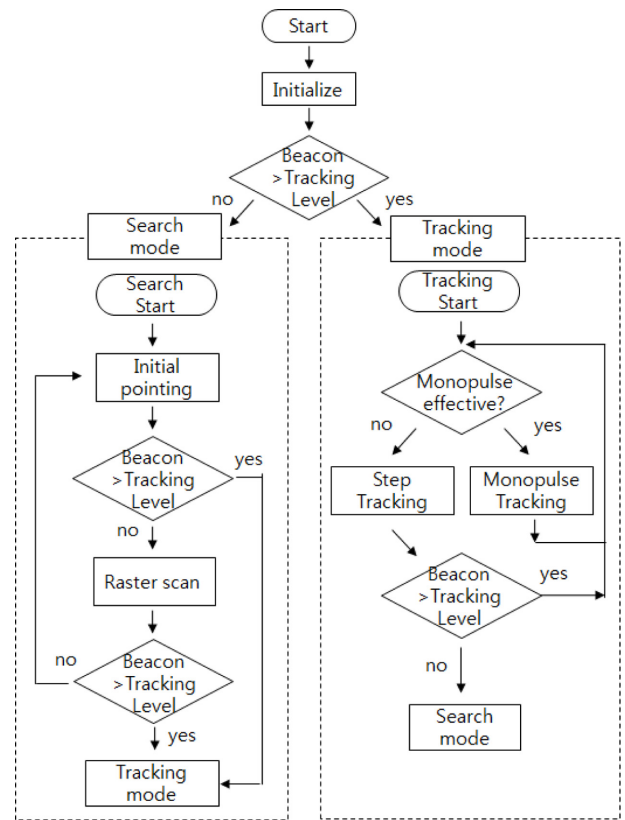 Start
Initialize
Beacon
>Tracking
Level
no
yes
Search
mode
Search
Start
Initial
pointing
Beacon
>Tracking
Level
yes
no
Raster scan
no
Beacon
>Tracking
Level
yes
Tracking
mode
Tracking
mode
Tracking
Start
Monopulse
effective?
no
yes
Step
Tracking
Monopulse
Tracking
Beacon
>Tracking
Level
yes
no
Search
mode